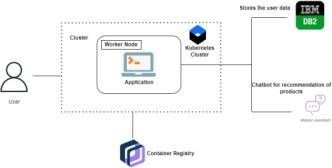 Stores the user data
IBM
DB2
Cluster
Worker Node
Kubernetes
Cluster
Application
Chatbot for recommendation of
products
User
Container Registry